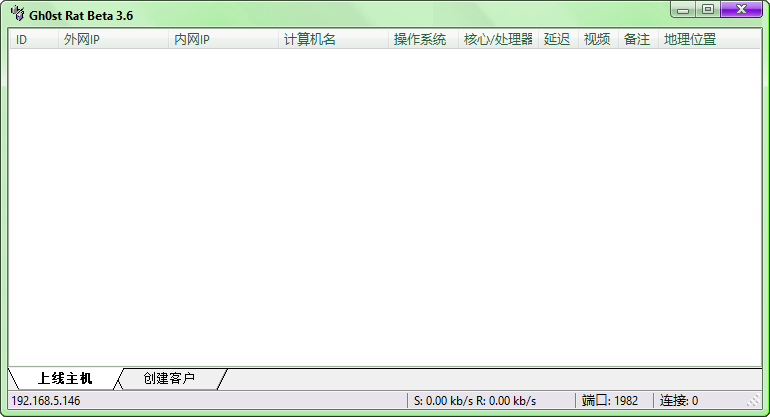 Gh0st Rat Beta 3.6
ID 外网IP 内网IP 计算机名 操作系统 核心/处理器 延迟 视频 备注 地理位置
上线主机 创建客户
192.168.5.146 S: 0.00 kb/s R: 0.00 kb/s 端口: 1982 连接: 0